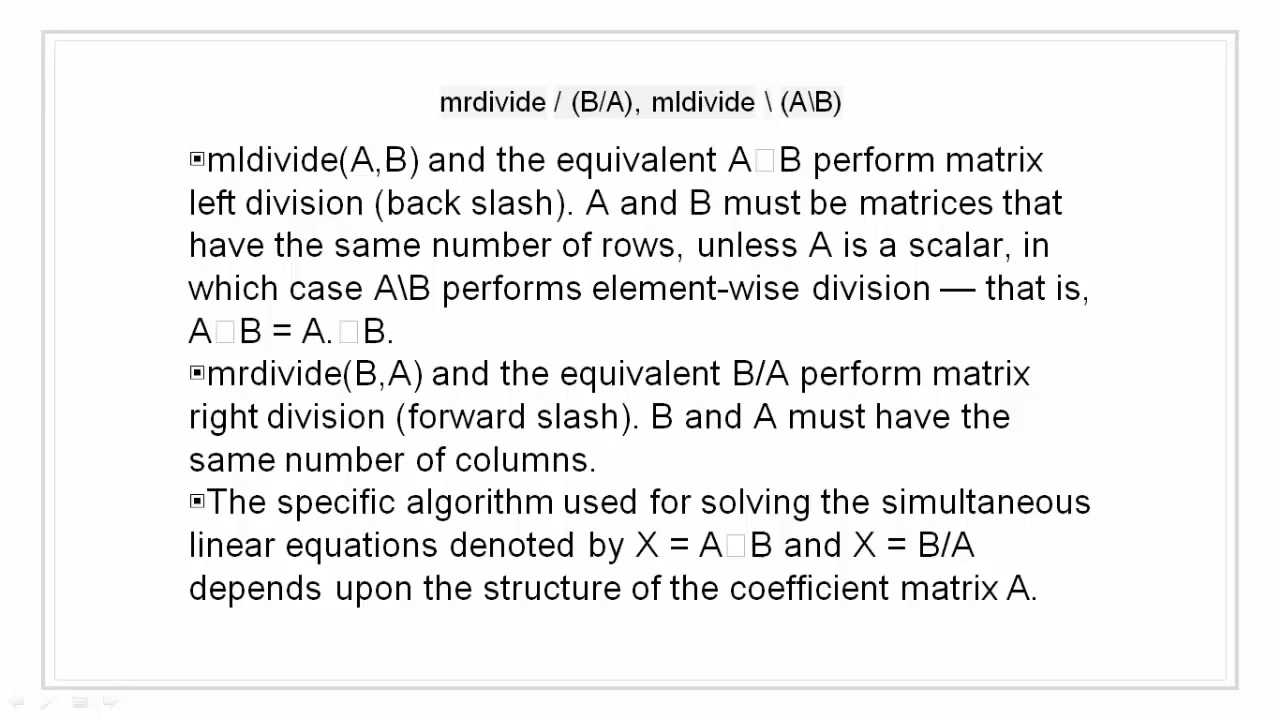 mrdivide / (B/A), mldivide \ (A\B)
▣mldivide(A,B) and the equivalent A□B perform matrix
left division (back slash). A and B must be matrices that
have the same number of rows, unless A is a scalar, in
which case A\B performs element-wise division — that is,
A□B = A.□B.
▣mrdivide(B,A) and the equivalent B/A perform matrix
right division (forward slash). B and A must have the
same number of columns.
▣The specific algorithm used for solving the simultaneous
linear equations denoted by X = A□B and X = B/A
depends upon the structure of the coefficient matrix A.